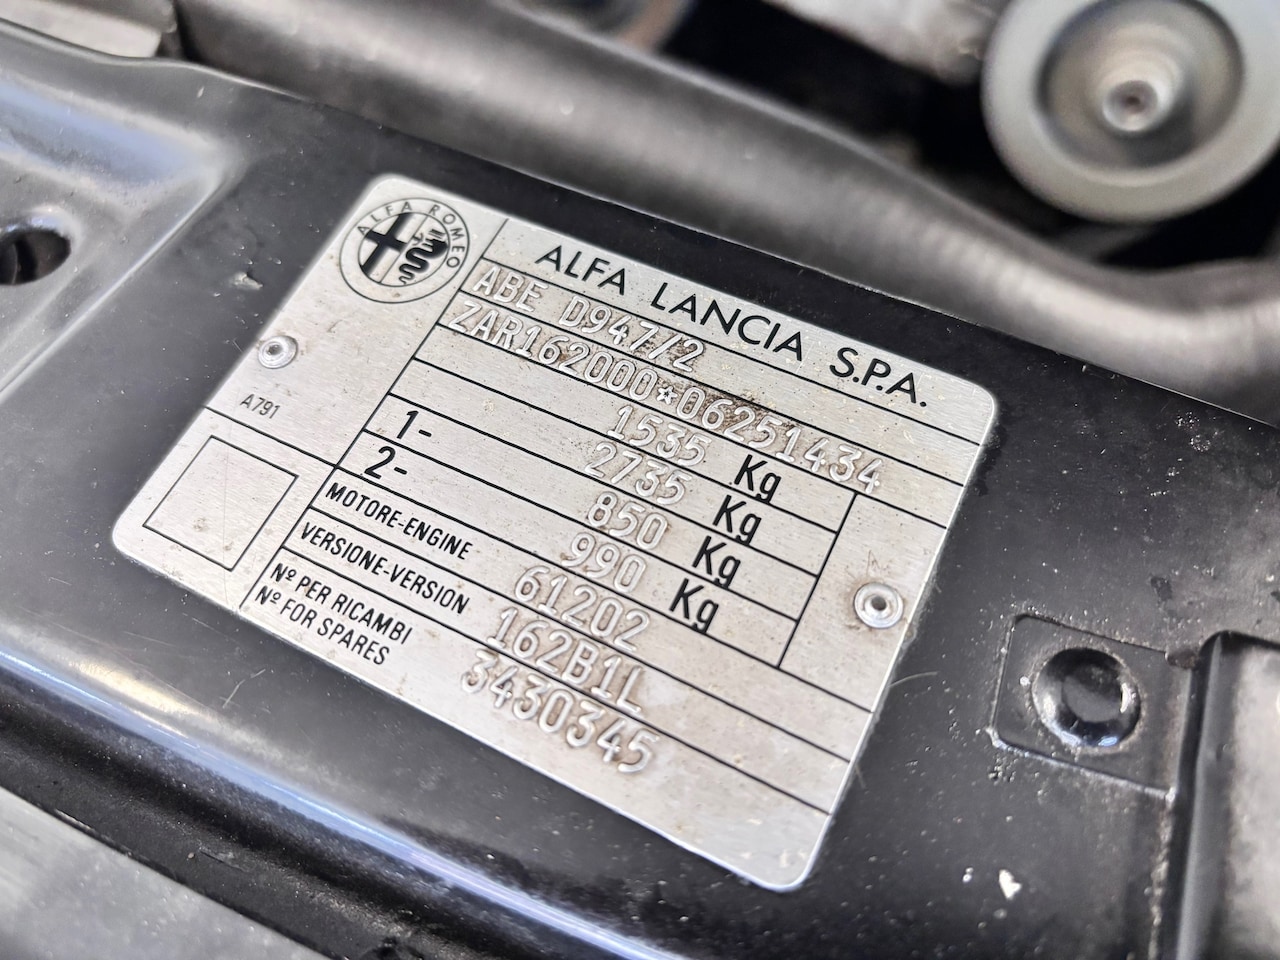 ALFA ROMEO
ALFA LANCIA S.P.A.
ABE D947/2
ZAR162000*06251434
1535 Kg
2735 Kg
1- 850 Kg
2- 990 Kg
A791
MOTORE-ENGINE 61202
VERSIONE-VERSION 162B1L
Nº PER RICAMBI
Nº FOR SPARES 3430345